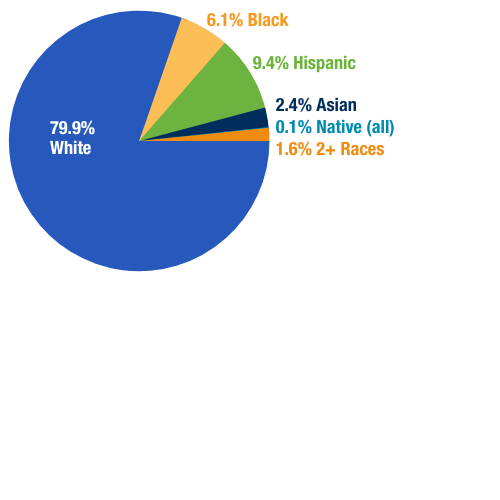 6.1% Black
9.4% Hispanic
2.4% Asian
79.9%
White
0.1% Native (all)
1.6% 2+ Races